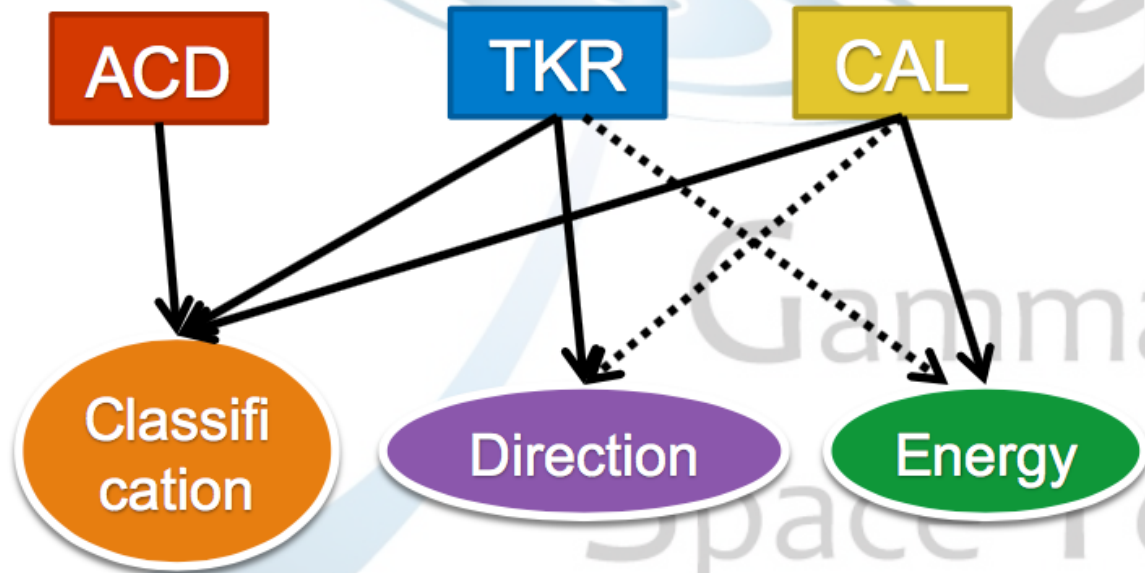 ACD
TKR
CAL
Gamma
Classifi
cation
Direction
Energy
Space